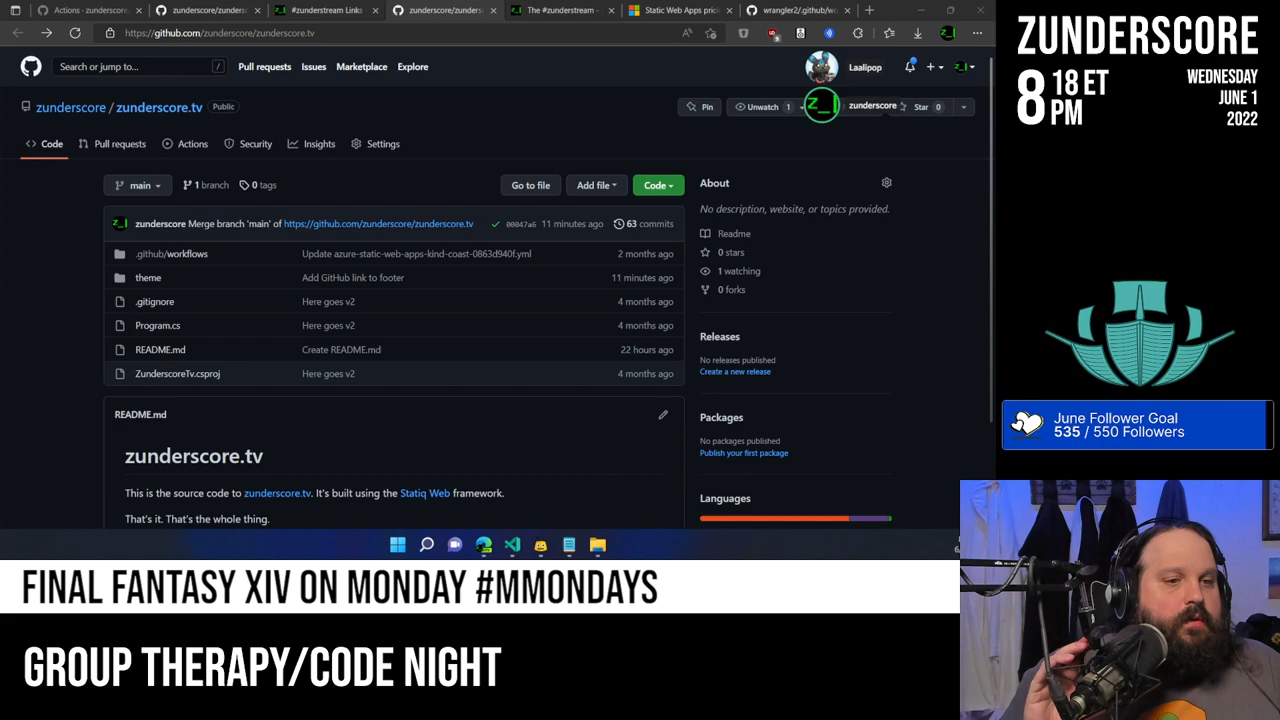 Actions · zunderscore
zunderscore/zunders
#zunderstream Links
zunderscore/zunders
The #zunderstream -
Static Web Apps pric
wrangler2/.github/wo
https://github.com/zunderscore/zunderscore.tv
Search or jump to...
/
Pull requests
Issues
Marketplace
Explore
Laalipop
zunderscore / zunderscore.tv
Public
Pin
Unwatch
1
zunderscore
Star
0
Code
Pull requests
Actions
Security
Insights
Settings
main
1 branch
0 tags
Go to file
Add file
Code
zunderscore Merge branch 'main' of https://github.com/zunderscore/zunderscore.tv
00047a6 11 minutes ago
63 commits
.github/workflows
Update azure-static-web-apps-kind-coast-0863d940f.yml
2 months ago
theme
Add GitHub link to footer
11 minutes ago
.gitignore
Here goes v2
4 months ago
Program.cs
Here goes v2
4 months ago
README.md
Create README.md
22 hours ago
ZunderscoreTv.csproj
Here goes v2
4 months ago
README.md
zunderscore.tv
This is the source code to zunderscore.tv. It's built using the Statiq Web framework.
That's it. That's the whole thing.
About
No description, website, or topics provided.
Readme
0 stars
1 watching
0 forks
Releases
No releases published
Create a new release
Packages
No packages published
Publish your first package
Languages
ZUNDERSCORE
8 18 ET
PM
WEDNESDAY
JUNE 1
2022
June Follower Goal
535 / 550 Followers
FINAL FANTASY XIV ON MONDAY #MMONDAYS
GROUP THERAPY/CODE NIGHT